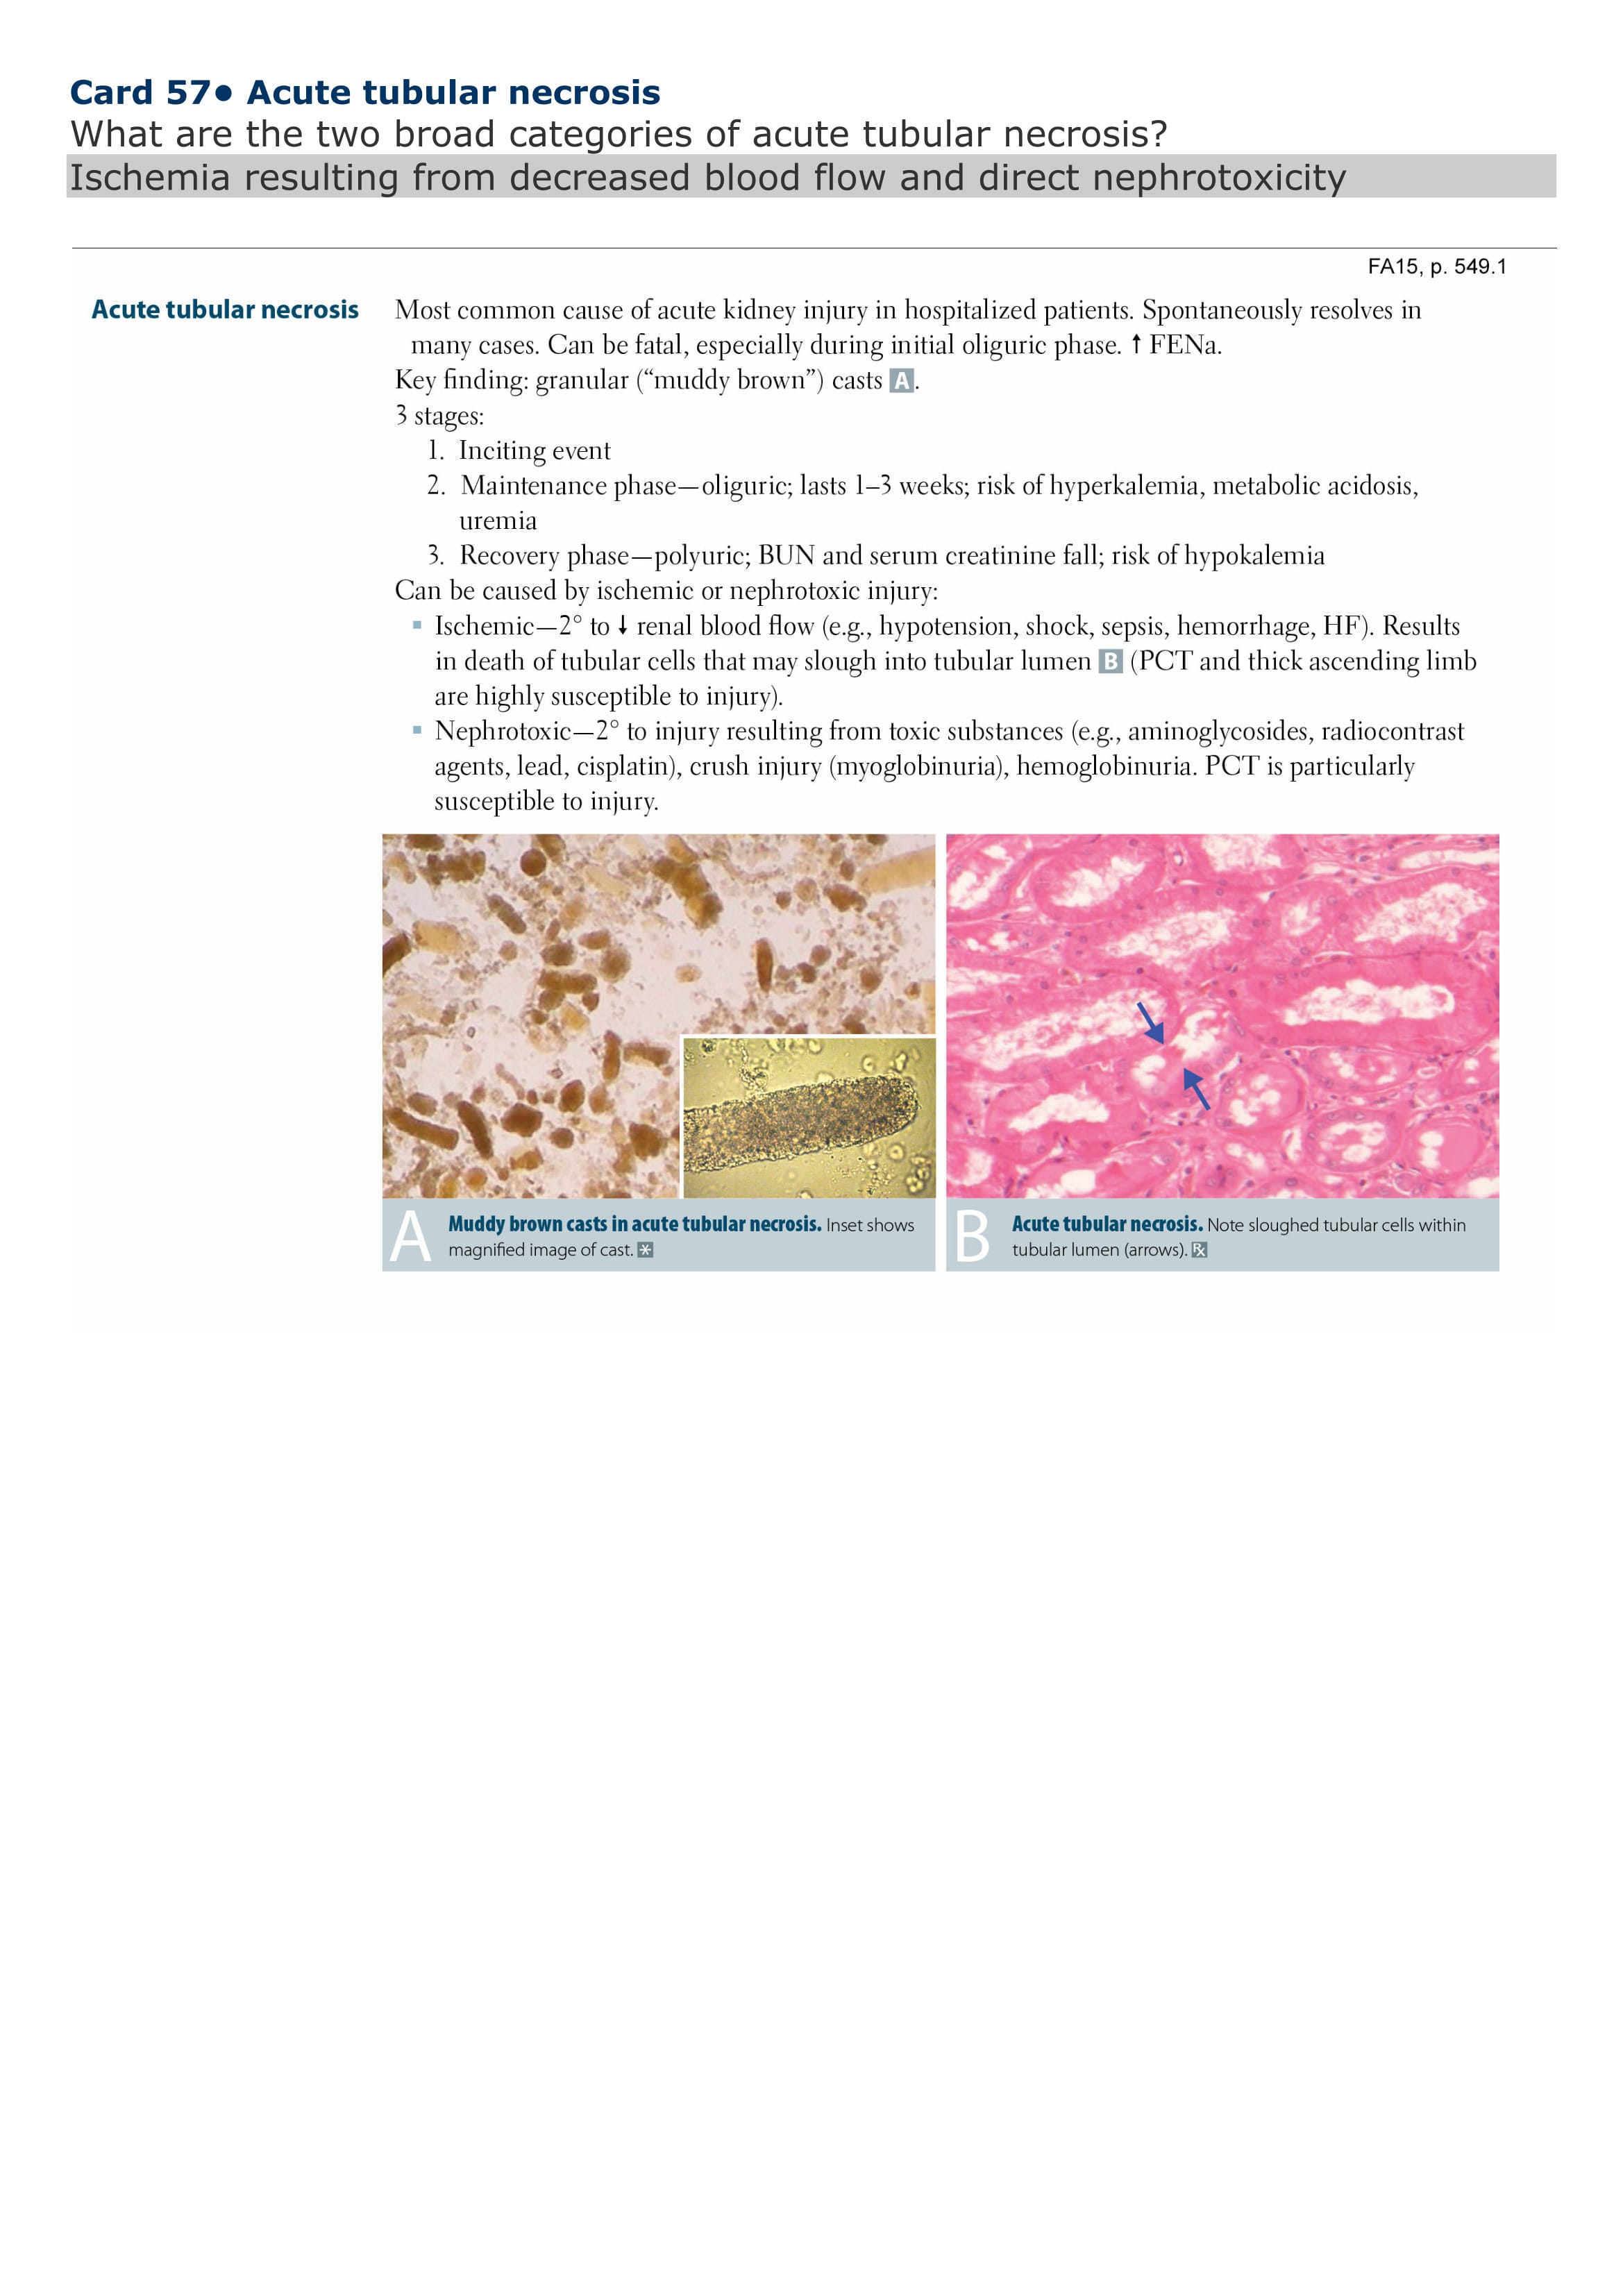 Card 57• Acute tubular necrosis
What are the two broad categories of acute tubular necrosis?
Ischemia resulting from decreased blood flow and direct nephrotoxicity
FA15, p. 549.1
Acute tubular necrosis
Most common cause of acute kidney injury in hospitalized patients. Spontaneously resolves in
many cases. Can be fatal, especially during initial oliguric phase. ↑ FENa.
Key finding: granular (“muddy brown”) casts A.
3 stages:
1. Inciting event
2. Maintenance phase—oliguric; lasts 1–3 weeks; risk of hyperkalemia, metabolic acidosis,
uremia
3. Recovery phase—polyuric; BUN and serum creatinine fall; risk of hypokalemia
Can be caused by ischemic or nephrotoxic injury:
▪ Ischemic—2° to ↓ renal blood flow (e.g., hypotension, shock, sepsis, hemorrhage, HF). Results
in death of tubular cells that may slough into tubular lumen B (PCT and thick ascending limb
are highly susceptible to injury).
▪ Nephrotoxic—2° to injury resulting from toxic substances (e.g., aminoglycosides, radiocontrast
agents, lead, cisplatin), crush injury (myoglobinuria), hemoglobinuria. PCT is particularly
susceptible to injury.
A Muddy brown casts in acute tubular necrosis. Inset shows
magnified image of cast. *
B Acute tubular necrosis. Note sloughed tubular cells within
tubular lumen (arrows). ℞